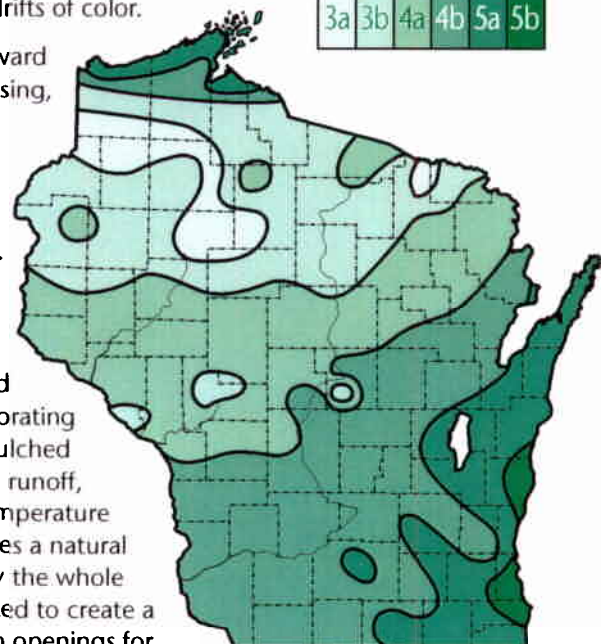 rifts of color.
3a 3b 4a 4b 5a 5b
vard
sing,
.
d
orating
ulched
runoff,
mperature
es a natural
y the whole
ed to create a
n openings for